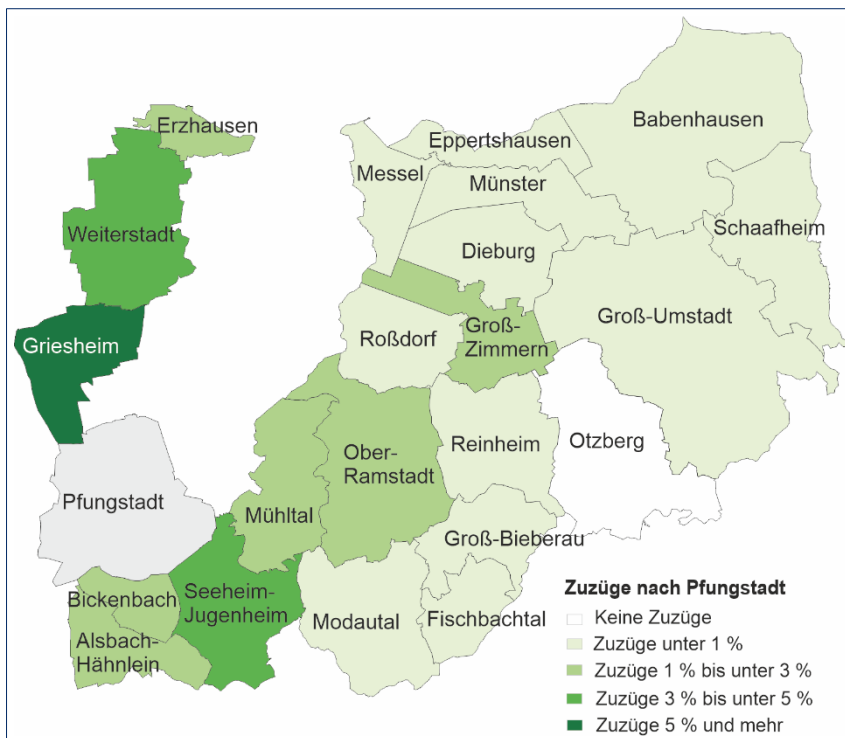 Erzhausen
Babenhausen
Eppertshausen
Messel
Münster
Schaafheim
Weiterstadt
Dieburg
Groß-Umstadt
Griesheim
Roßdorf
Groß-
Zimmern
Reinheim
Otzberg
Ober-
Ramstadt
Pfungstadt
Mühltal
Groß-Bieberau
Bickenbach
Seeheim-
Jugenheim
Modautal
Fischbachtal
Alsbach-
Hähnlein
Zuzüge nach Pfungstadt
Keine Zuzüge
Zuzüge unter 1 %
Zuzüge 1 % bis unter 3 %
Zuzüge 3 % bis unter 5 %
Zuzüge 5 % und mehr